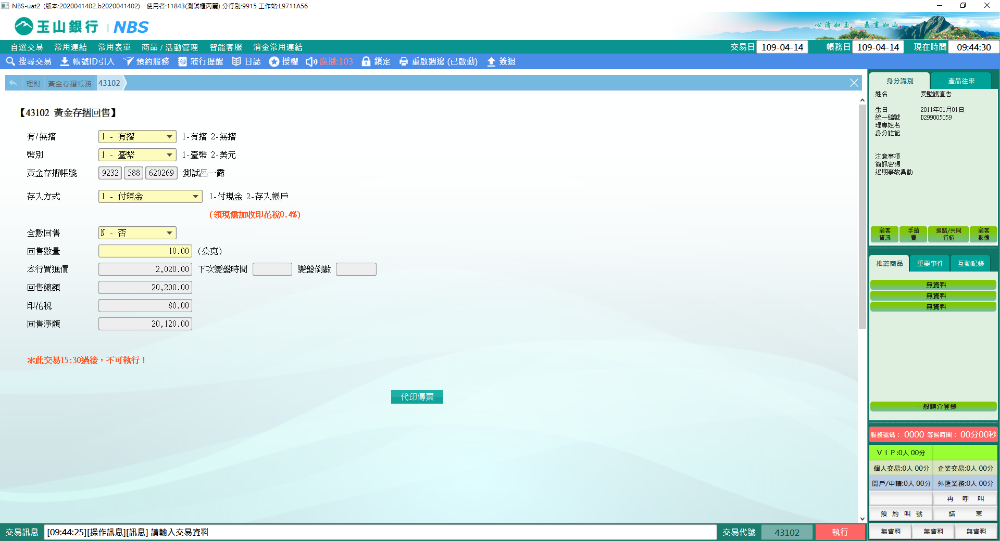 NBS-uat2 (版本:2020041402.b2020041402) 使用者:11843(測試櫃丙麗) 分行別:9915 工作站:L9711A56
玉山銀行 | NBS
心清如玉。 義重如山。
自選交易 常用連結 常用表單 商品 / 活動管理 智能客服 消金常用連結 交易日 109-04-14 帳務日 109-04-14 現在時間 09:44:30
搜尋交易 帳號ID引入 預約服務 蒞行提醒 日誌 授權 廣播:103 鎖定 重啟週邊 (已啟動) 簽退
理財 黃金存摺帳務 43102
【43102 黃金存摺回售】
有/無摺 1 - 有摺 1-有摺 2-無摺
幣別 1 - 臺幣 1-臺幣 2-美元
黃金存摺帳號 9232 588 620269 測試呂一露
存入方式 1 - 付現金 1-付現金 2-存入帳戶
(領現需加收印花稅0.4%)
全數回售 N - 否
回售數量 10.00 (公克)
本行買進價 2,020.00 下次變盤時間 變盤倒數
回售總額 20,200.00
印花稅 80.00
回售淨額 20,120.00
＊此交易15:30過後，不可執行！
代印傳票
身分識別 產品往來
姓名 受監護宣告
生日 2011年01月01日
統一編號 D299005059
理專姓名
身分註記
注意事項
簡訊密碼
近期事故異動
顧客資訊 手續費 通路/共同行銷 顧客影像
推薦商品 重要事件 互動記錄
無資料
無資料
無資料
一般轉介登錄
服務號碼： 0000 等候時間： 00分00秒
ＶＩＰ:0人 00分
個人交易:0人 00分 企業交易:0人 00分
開戶/申請:0人 00分 外匯業務:0人 00分
再 呼 叫
預 約 叫 號 結 束
無資料 無資料 無資料
交易訊息 [09:44:25][操作訊息][訊息] 請輸入交易資料 交易代號 43102 執行